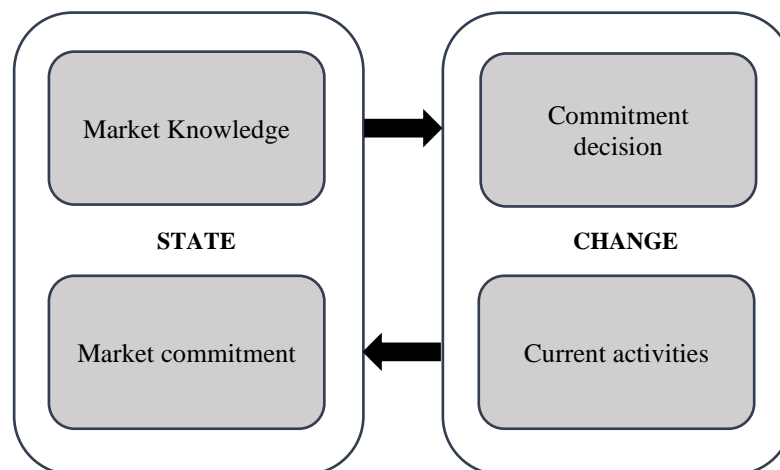 Market Knowledge
Commitment
decision
STATE
CHANGE
Market commitment
Current activities